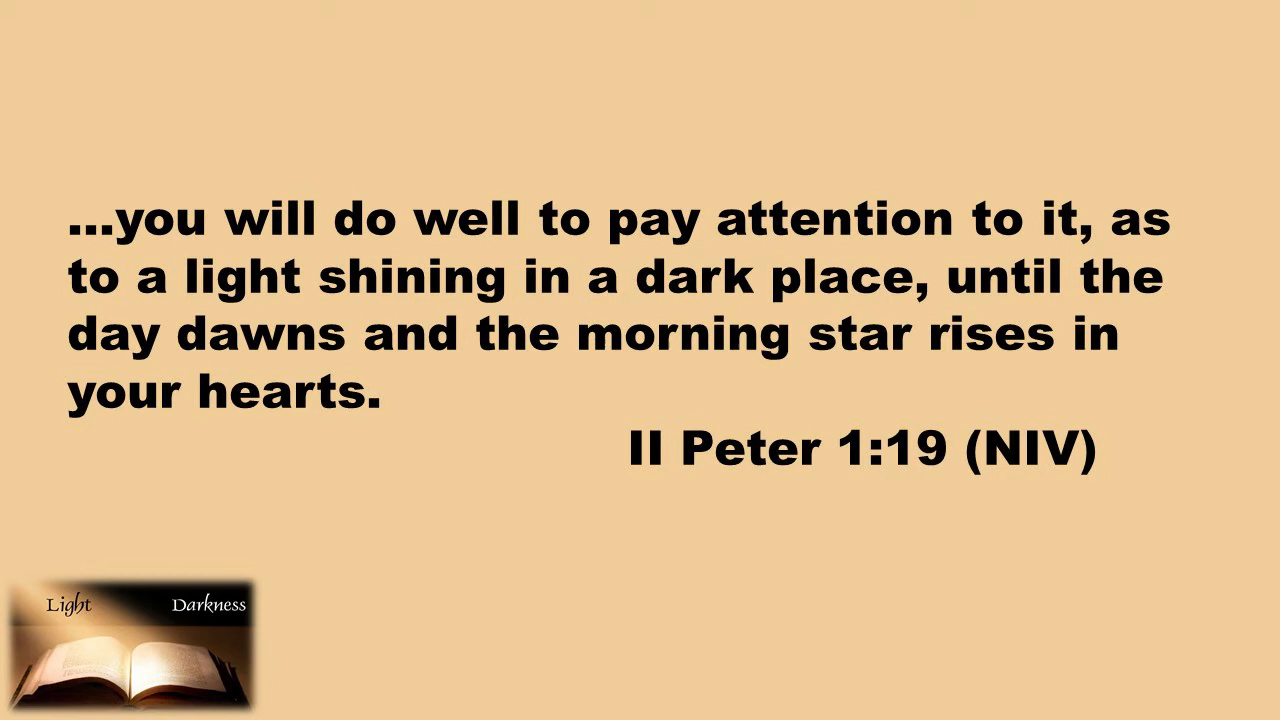 ...you will do well to pay attention to it, as
to a light shining in a dark place, until the
day dawns and the morning star rises in
your hearts.
II Peter 1:19 (NIV)
Light Darkness